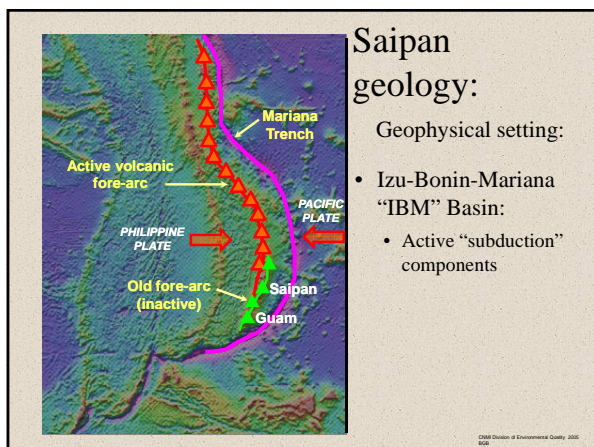 Saipan
geology:
Geophysical setting:
• Izu-Bonin-Mariana
“IBM” Basin:
• Active “subduction”
components
Mariana
Trench
Active volcanic
fore-arc
PACIFIC
PLATE
PHILIPPINE
PLATE
Old fore-arc
(inactive)
Saipan
Guam
CNMI Division of Environmental Quality 2005
BGB